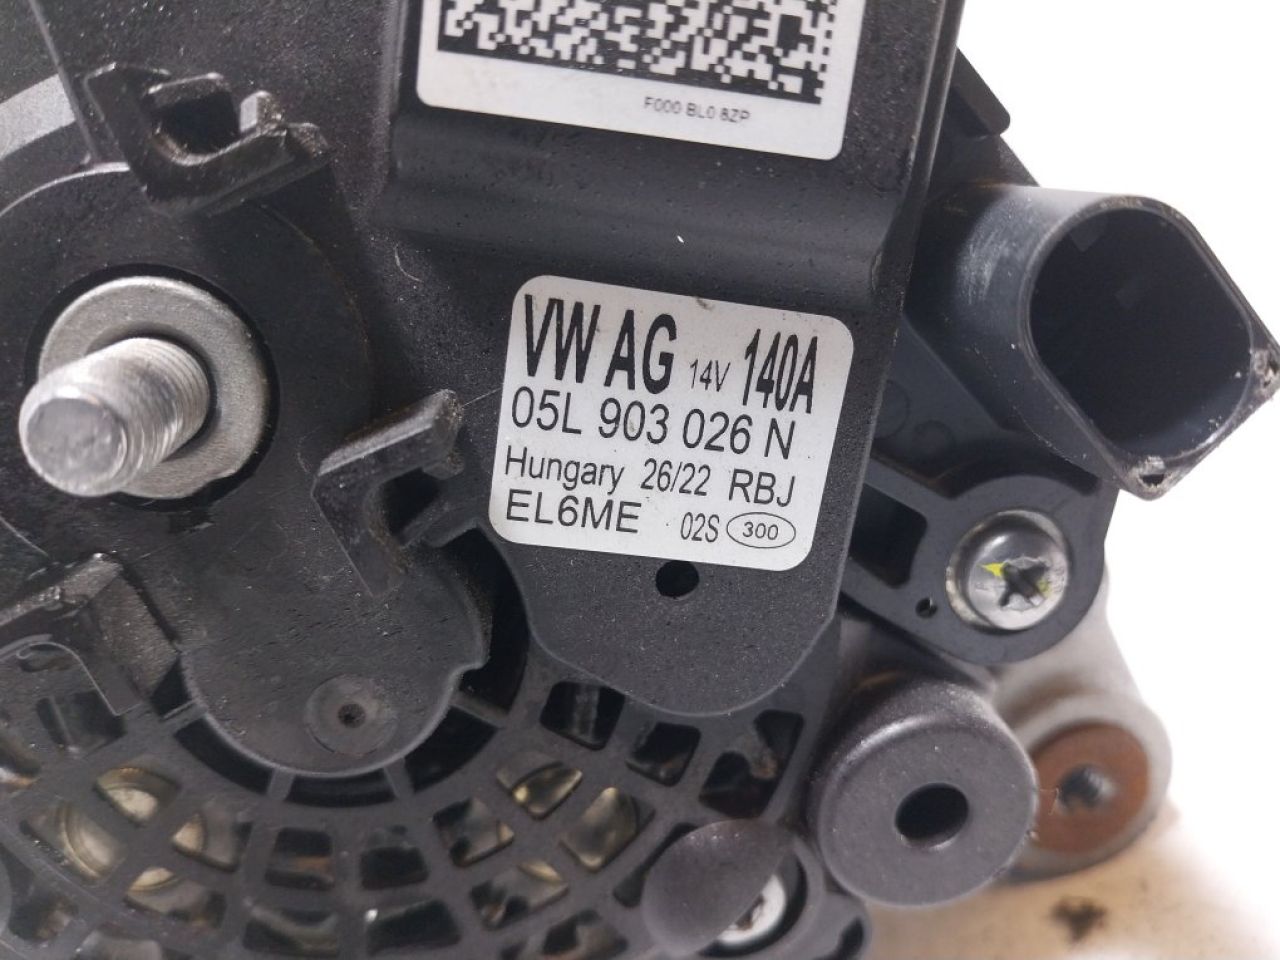 F000 BL0 8ZP
VW AG 14V 140A
05L 903 026 N
Hungary 26/22 RBJ
EL6ME 02S 300